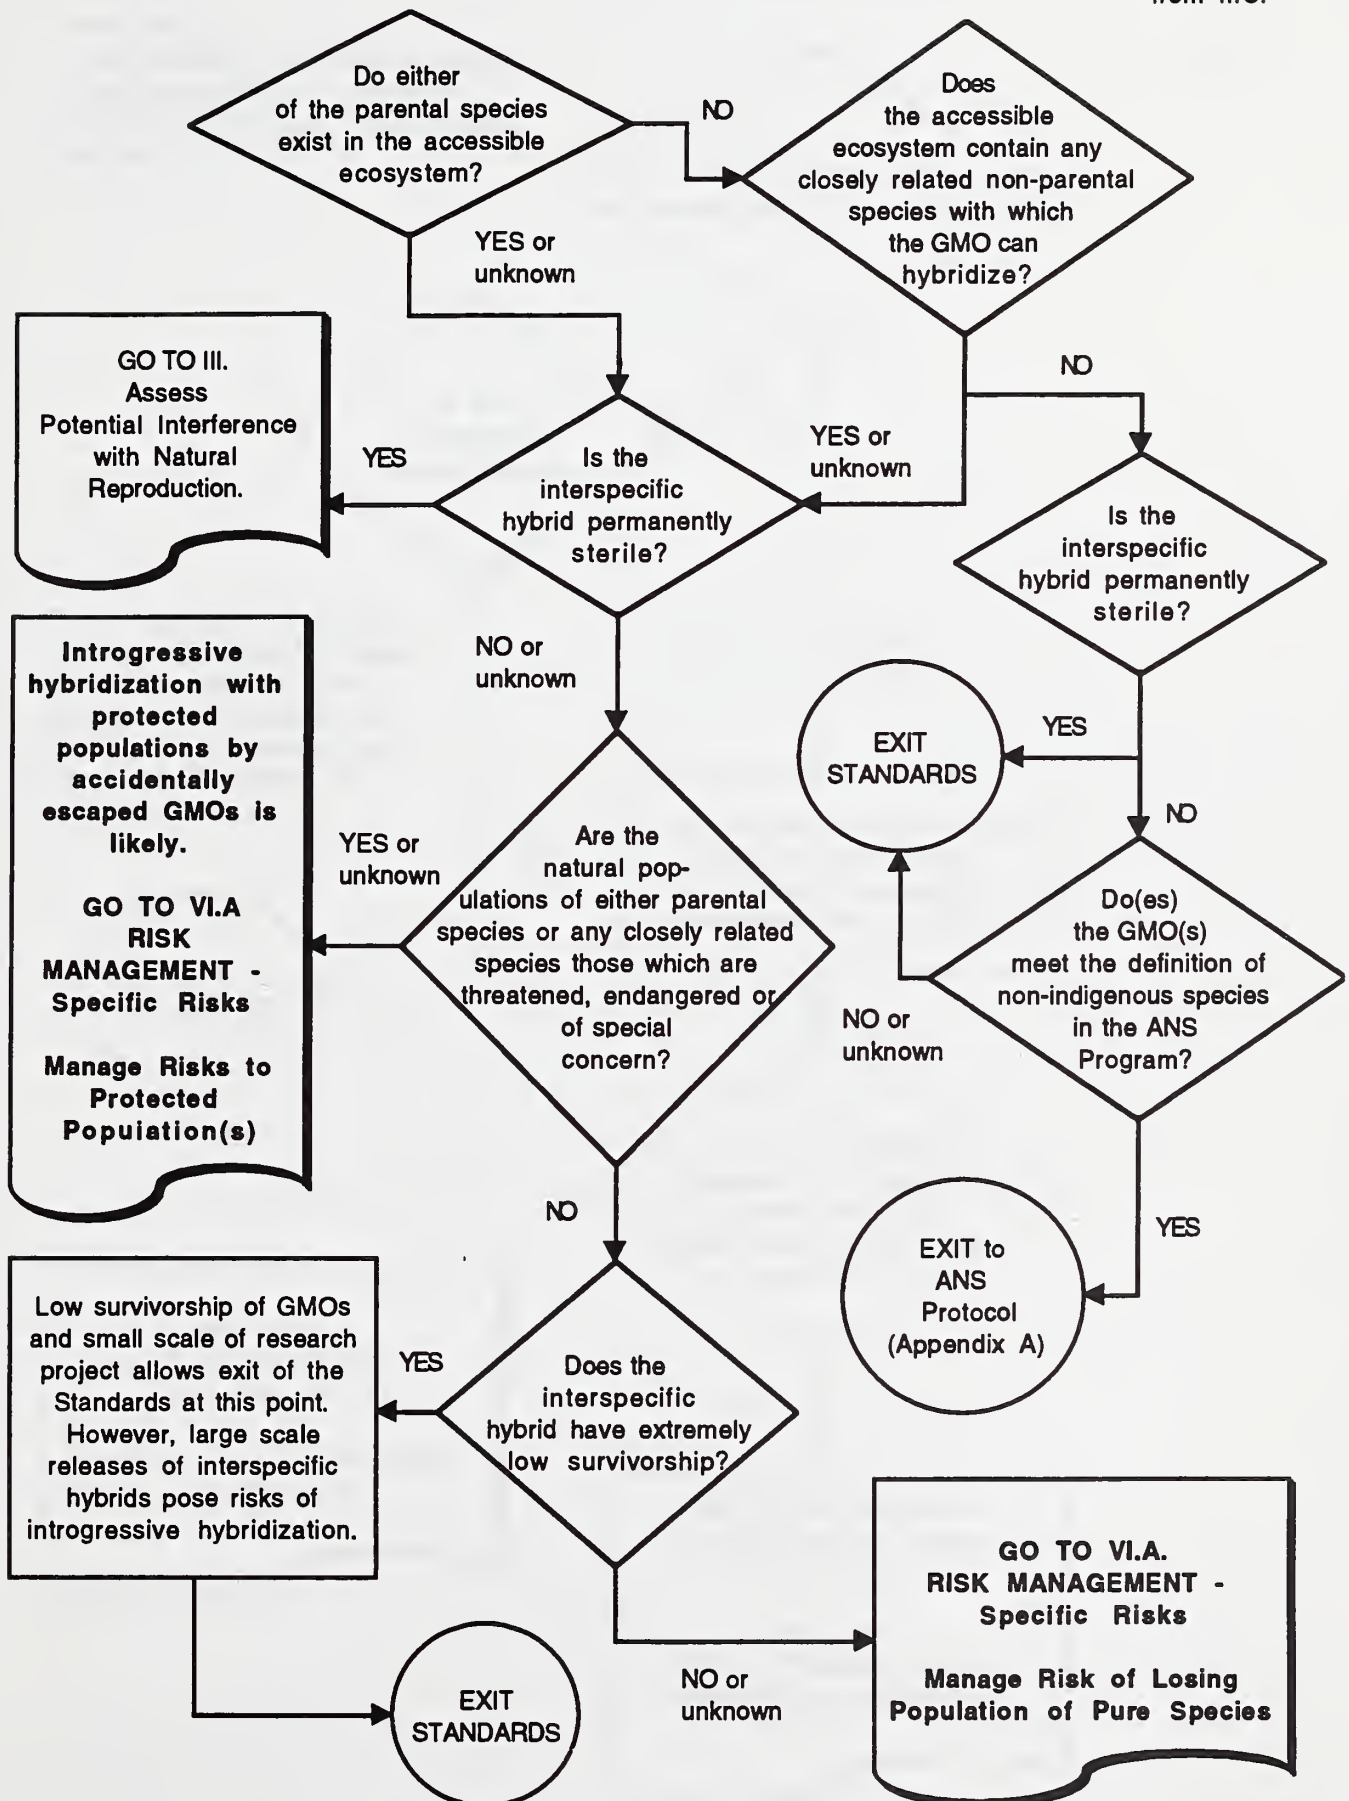 Do either
of the parental species
exist in the accessible
ecosystem?
NO
Does
the accessible
ecosystem contain any
closely related non-parental
species with which
the GMO can
hybridize?
YES or
unknown
NO
GO TO III.
Assess
Potential Interference
with Natural
Reproduction.
YES
Is the
interspecific
hybrid permanently
sterile?
YES or
unknown
Is the
interspecific
hybrid permanently
sterile?
NO or
unknown
Introgressive
hybridization with
protected
populations by
accidentally
escaped GMOs is
likely.
GO TO VI.A
RISK
MANAGEMENT -
Specific Risks
Manage Risks to
Protected
Population(s)
YES or
unknown
Are the
natural pop-
ulations of either parental
species or any closely related
species those which are
threatened, endangered or
of special
concern?
EXIT
STANDARDS
YES
NO
Do(es)
the GMO(s)
meet the definition of
non-indigenous species
in the ANS
Program?
NO or
unknown
NO
YES
EXIT to
ANS
Protocol
(Appendix A)
Low survivorship of GMOs
and small scale of research
project allows exit of the
Standards at this point.
However, large scale
releases of interspecific
hybrids pose risks of
introgressive hybridization.
YES
Does the
interspecific
hybrid have extremely
low survivorship?
NO or
unknown
EXIT
STANDARDS
GO TO VI.A.
RISK MANAGEMENT -
Specific Risks
Manage Risk of Losing
Population of Pure Species